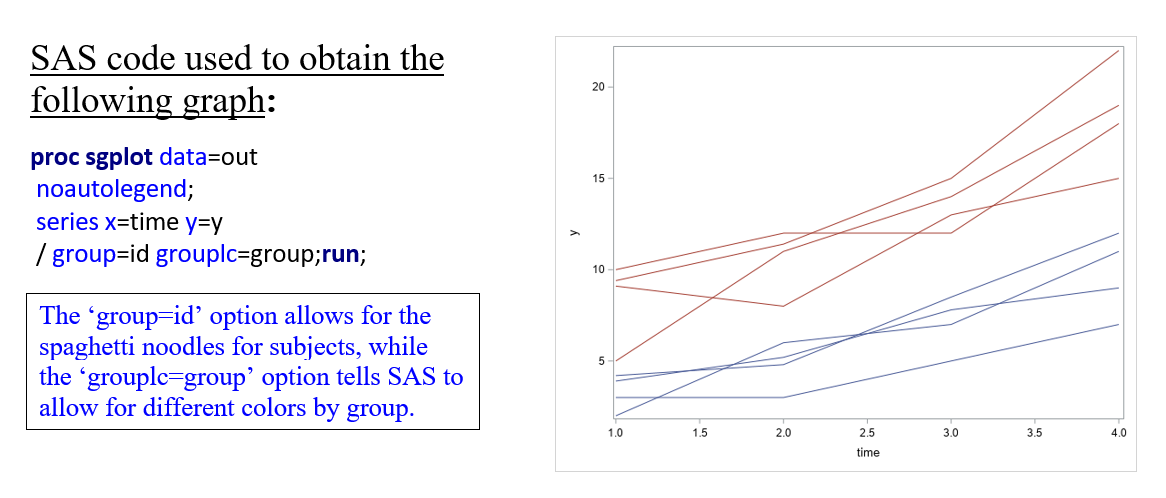 SAS code used to obtain the
following graph:
proc sgplot data=out
noautolegend;
series x=time y=y
/ group=id grouplc=group;run;
The ‘group=id’ option allows for the
spaghetti noodles for subjects, while
the ‘grouplc=group’ option tells SAS to
allow for different colors by group.
20
15
y
10
5
1.0 1.5 2.0 2.5 3.0 3.5 4.0
time